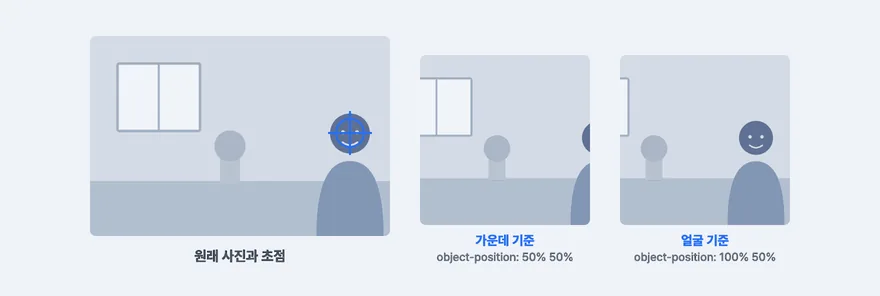 원래 사진과 초점
가운데 기준
object-position: 50% 50%
얼굴 기준
object-position: 100% 50%